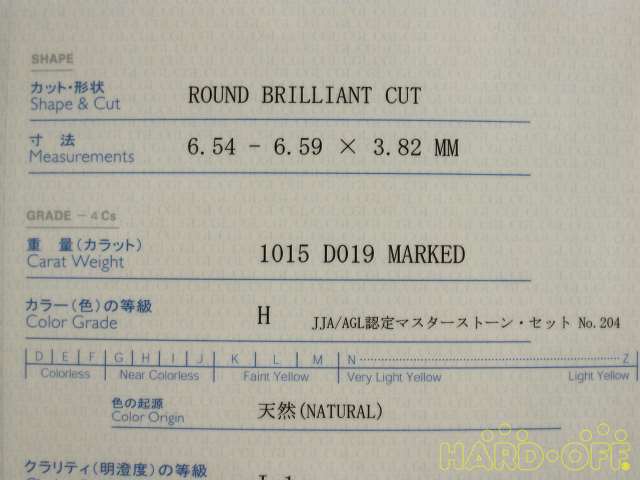 SHAPE
カット・形状
Shape & Cut
ROUND BRILLIANT CUT
寸 法
Measurements
6.54 - 6.59 × 3.82 MM
GRADE - 4Cs
重 量(カラット)
Carat Weight
1015 D019 MARKED
カラー(色)の等級
Color Grade
H
JJA/AGL認定マスターストーン・セット No.204
D E F G H I J K L M N Z
Colorless Near Colorless Faint Yellow Very Light Yellow Light Yellow
色の起源
Color Origin
天然(NATURAL)
クラリティ(明澄度)の等級
HARD-OFF